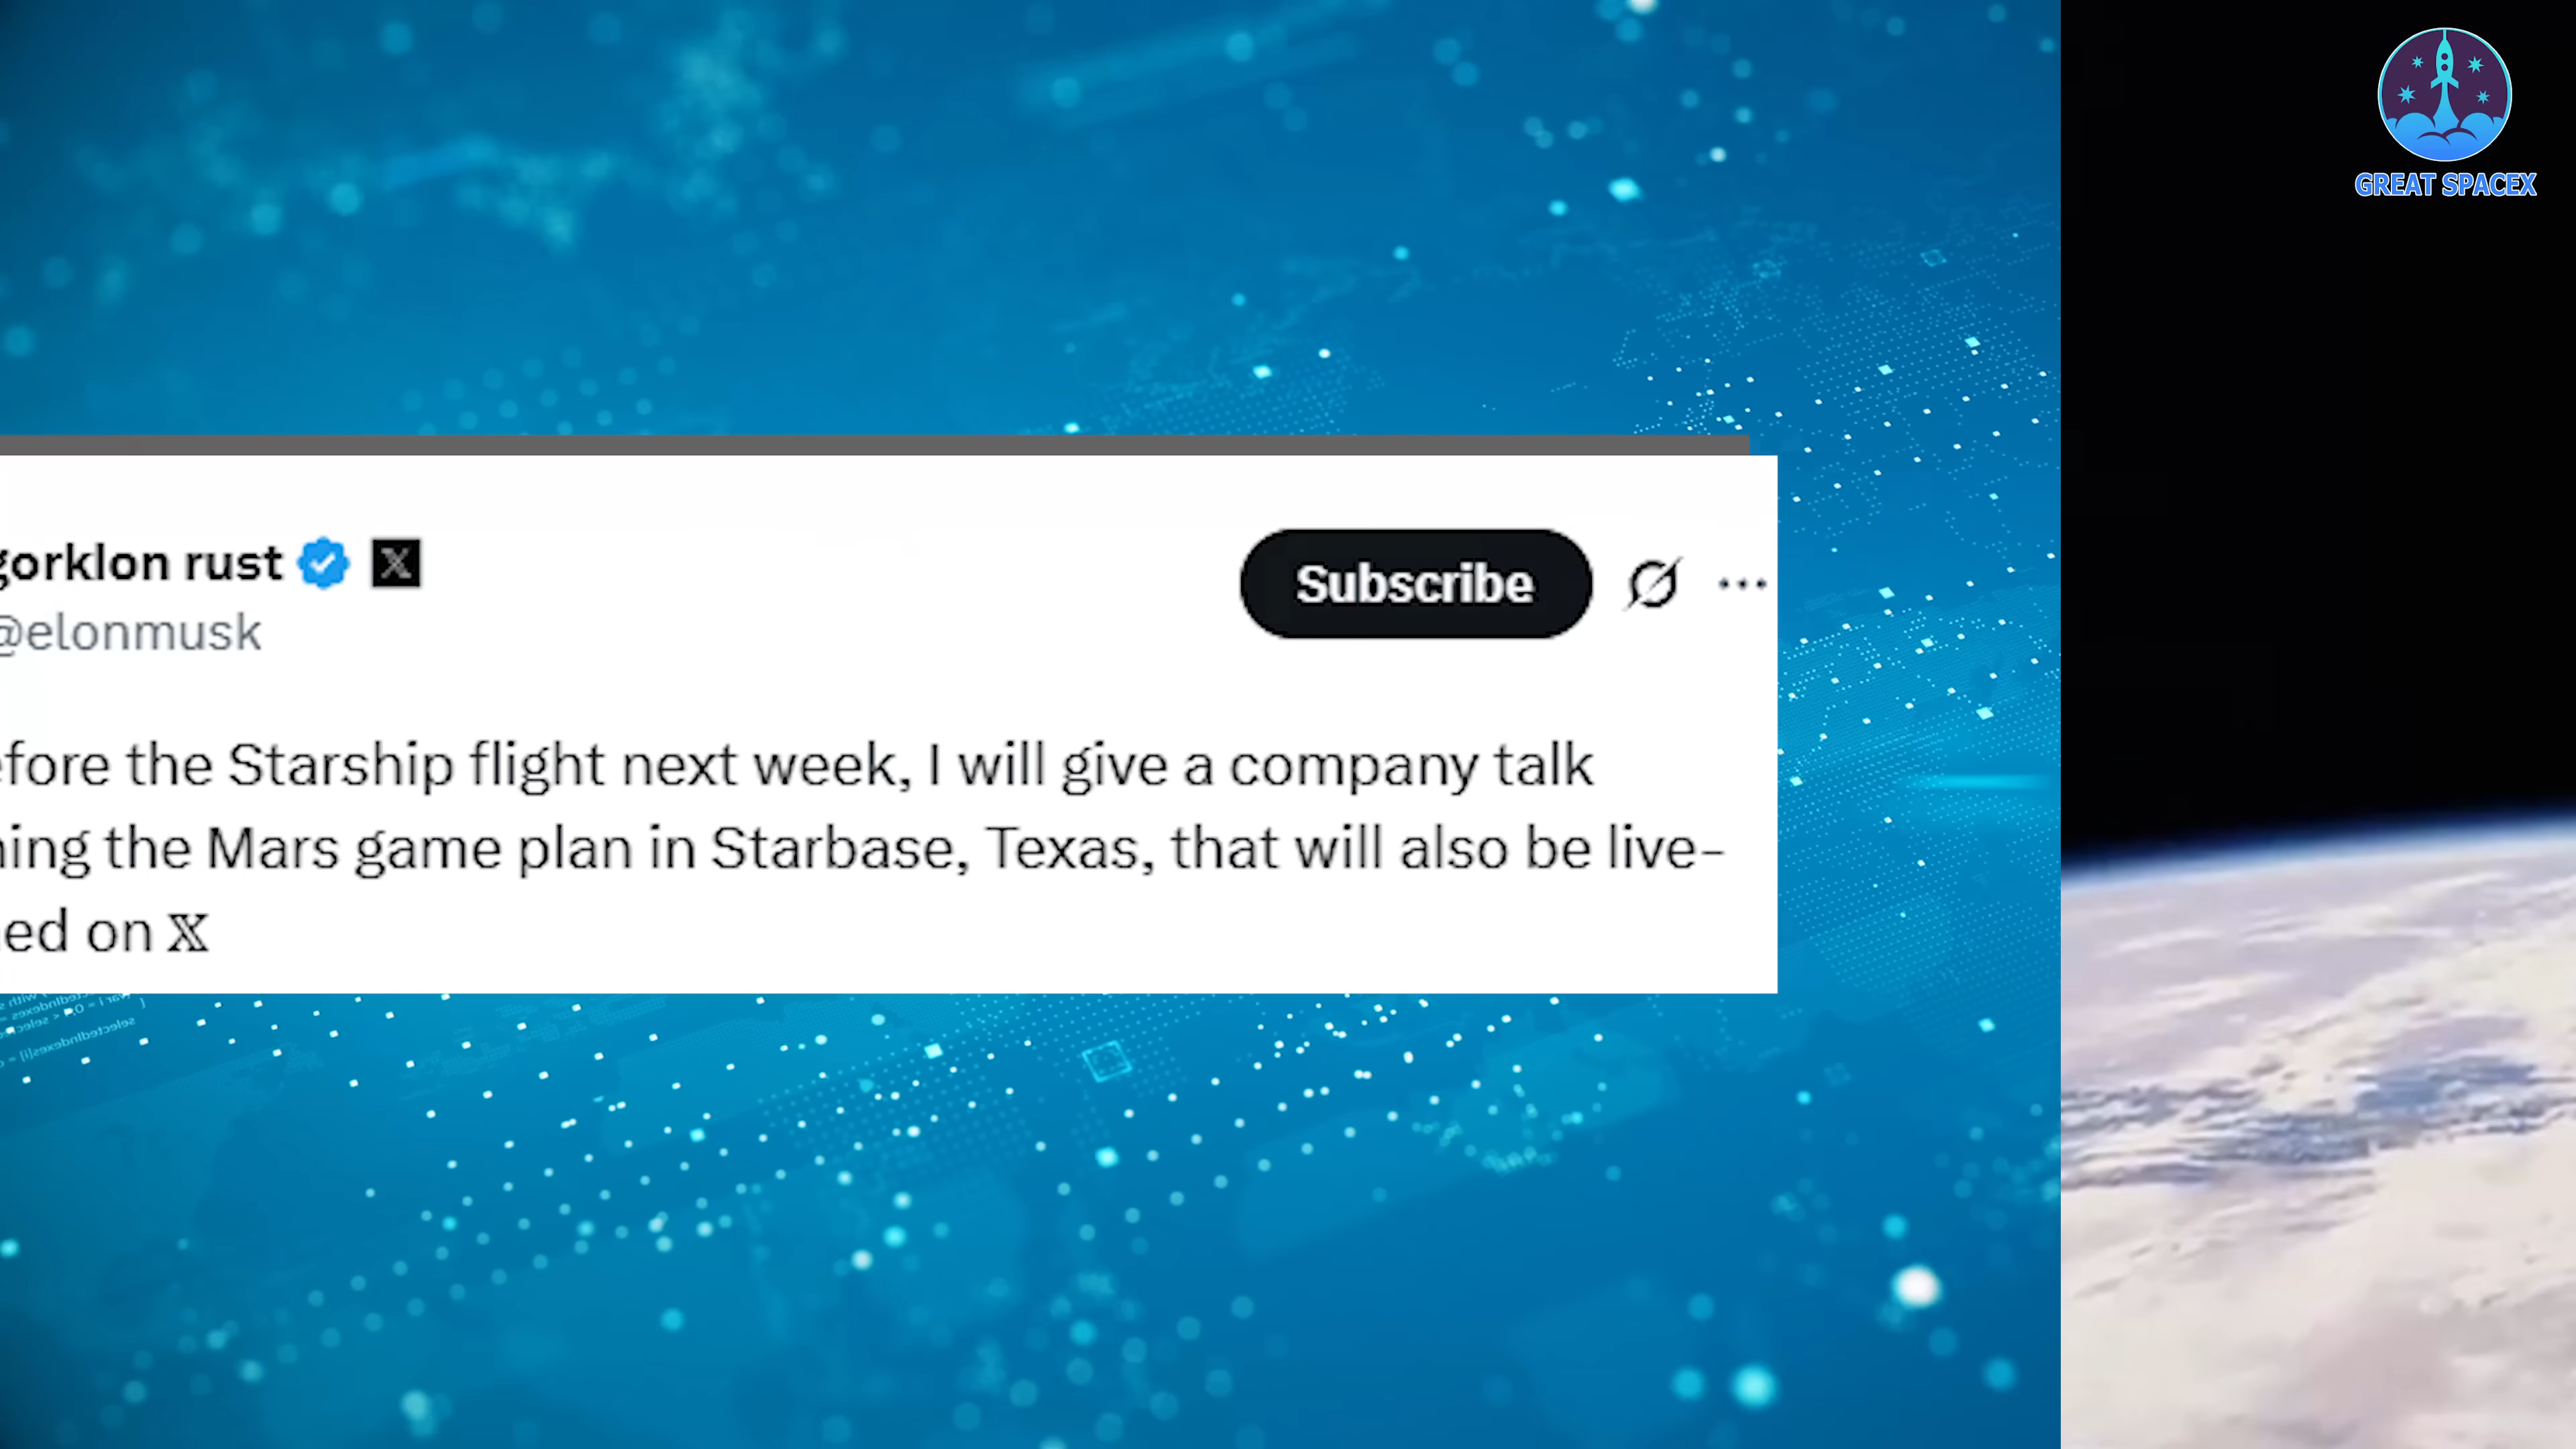 GREAT SPACEX
gorklon rust
Subscribe
@elonmusk
efore the Starship flight next week, I will give a company talk
ning the Mars game plan in Starbase, Texas, that will also be live-
ed on 𝕏